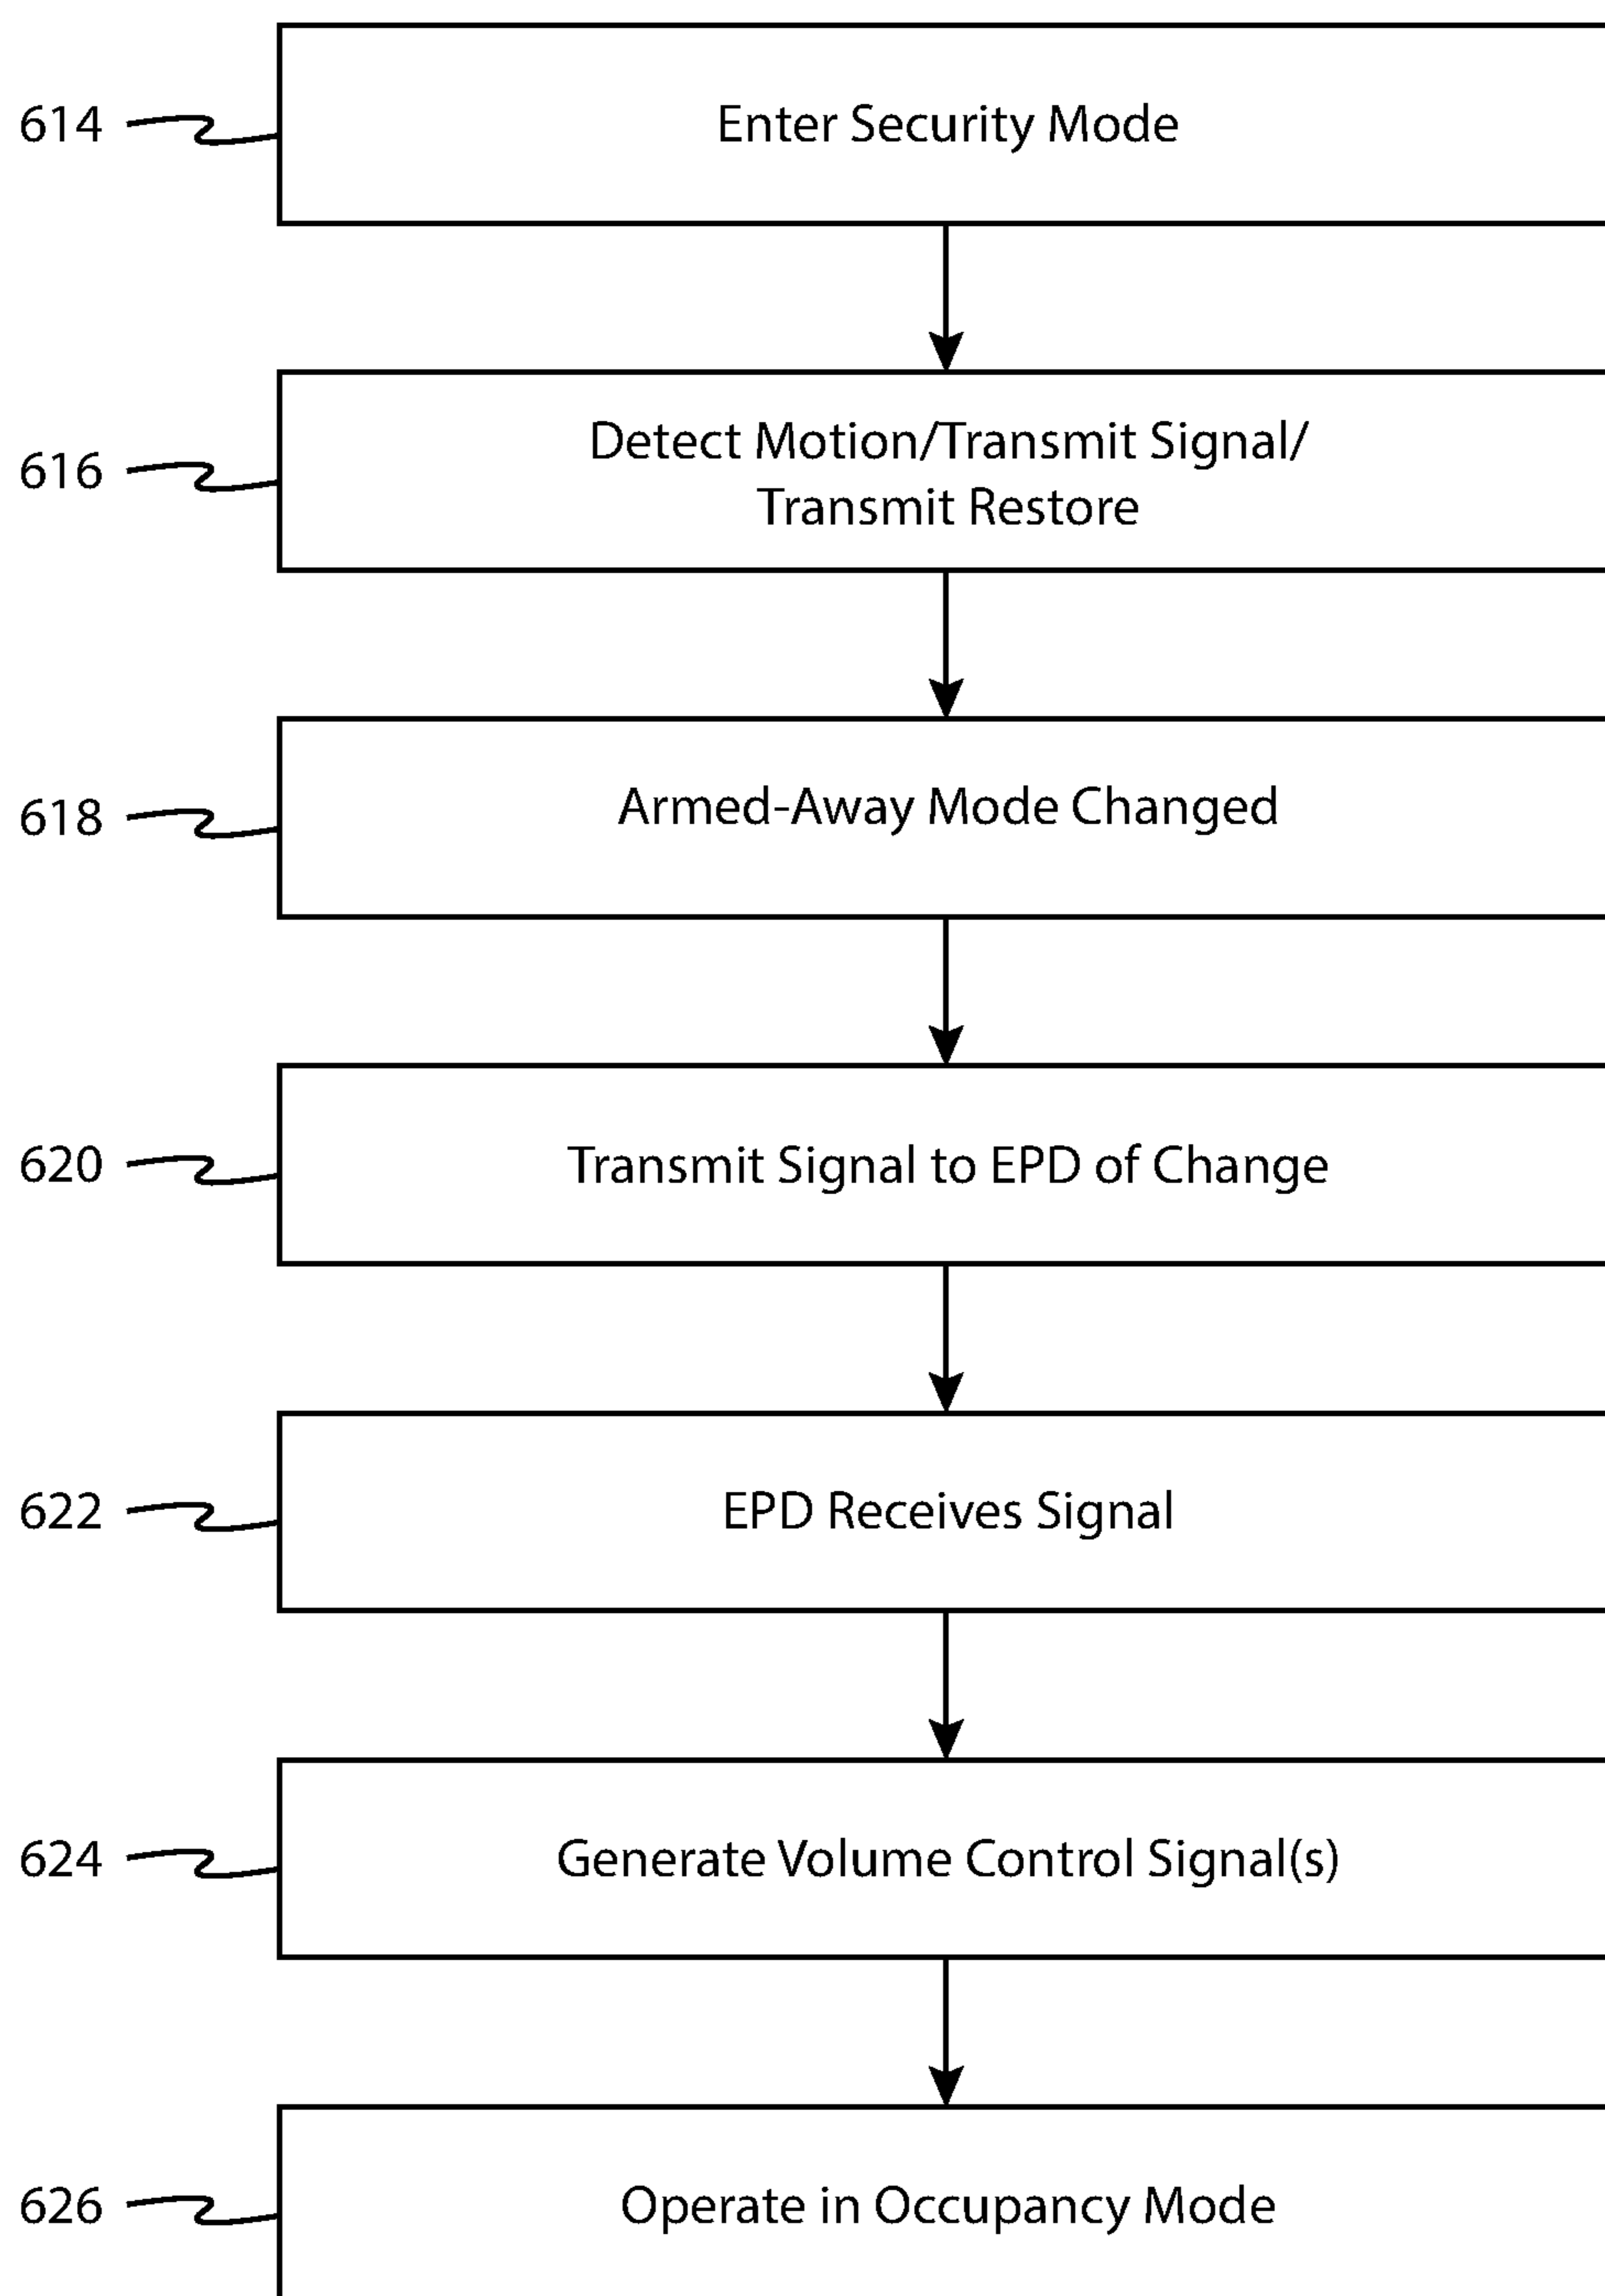 614
Enter Security Mode
616
Detect Motion/Transmit Signal/
Transmit Restore
618
Armed-Away Mode Changed
620
Transmit Signal to EPD of Change
622
EPD Receives Signal
624
Generate Volume Control Signal(s)
626
Operate in Occupancy Mode